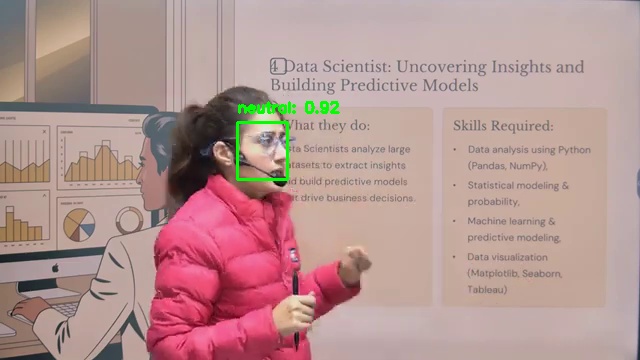 4 Data Scientist: Uncovering Insights and
Building Predictive Models
neutral: 0.92
What they do:
Scientists analyze large
to extract insights
build predictive models
drive business decisions.
Skills Required:
• Data analysis using Python
(Pandas, NumPy),
• Statistical modeling &
probability,
• Machine learning &
predictive modeling,
• Data visualization
(Matplotlib, Seaborn,
Tableau)